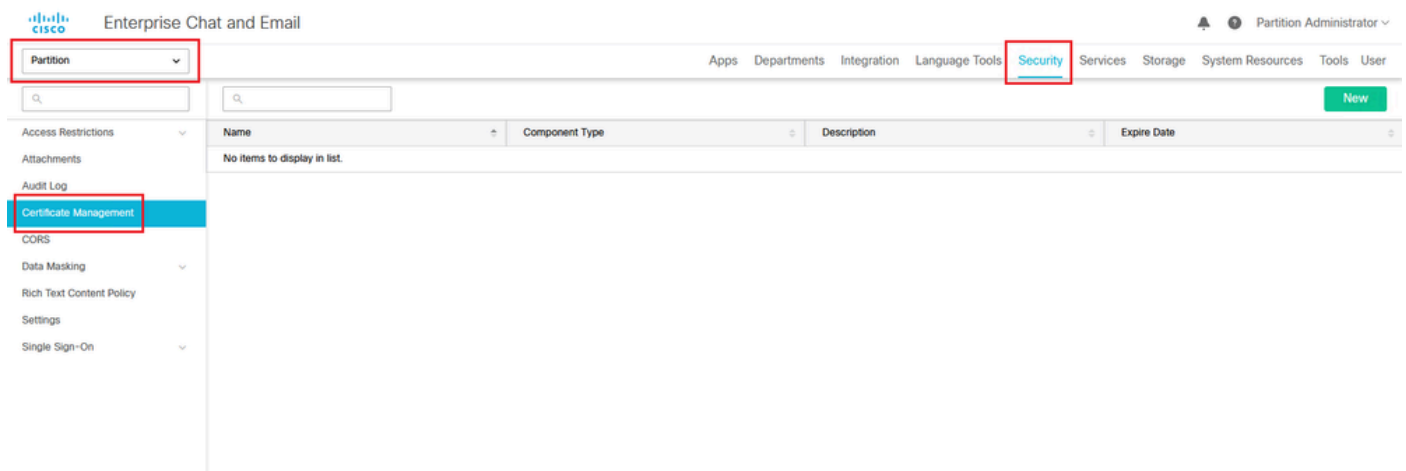 CISCO Enterprise Chat and Email Partition Administrator
Partition Apps Departments Integration Language Tools Security Services Storage System Resources Tools User
New
Access Restrictions Name Component Type Description Expire Date
Attachments No items to display in list.
Audit Log
Certificate Management
CORS
Data Masking
Rich Text Content Policy
Settings
Single Sign-On